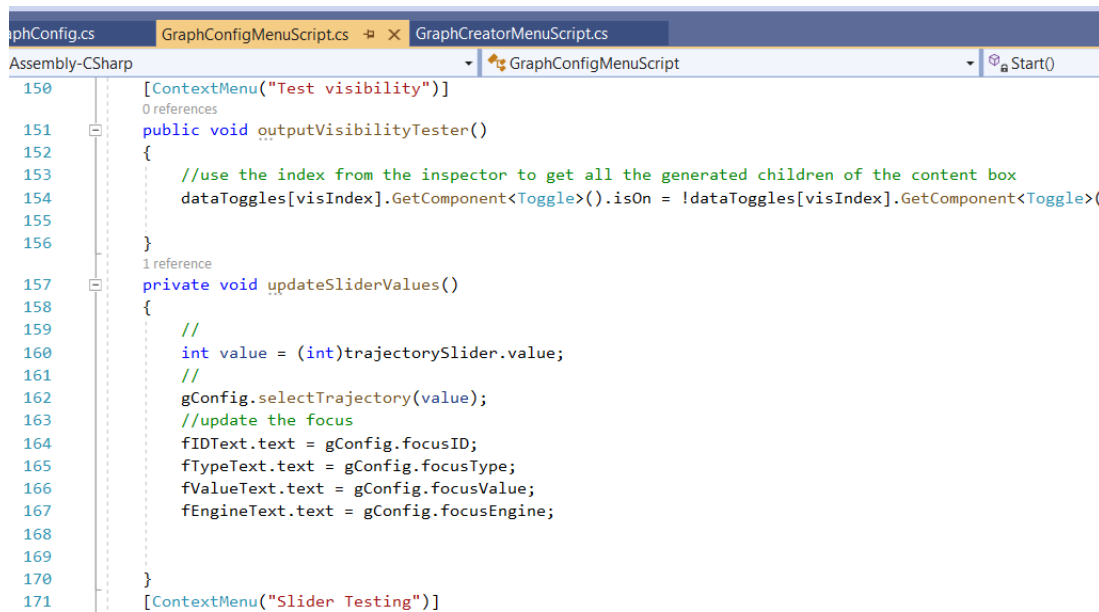 aphConfig.cs GraphConfigMenuScript.cs GraphCreatorMenuScript.cs
Assembly-CSharp GraphConfigMenuScript Start()
150 [ContextMenu("Test visibility")]
0 references
151 public void outputVisibilityTester()
152 {
153 //use the index from the inspector to get all the generated children of the content box
154 dataToggles[visIndex].GetComponent<Toggle>().isOn = !dataToggles[visIndex].GetComponent<Toggle>(
155
156 }
1 reference
157 private void updateSliderValues()
158 {
159 //
160 int value = (int)trajectorySlider.value;
161 //
162 gConfig.selectTrajectory(value);
163 //update the focus
164 fIDText.text = gConfig.focusID;
165 fTypeText.text = gConfig.focusType;
166 fValueText.text = gConfig.focusValue;
167 fEngineText.text = gConfig.focusEngine;
168
169
170 }
171 [ContextMenu("Slider Testing")]